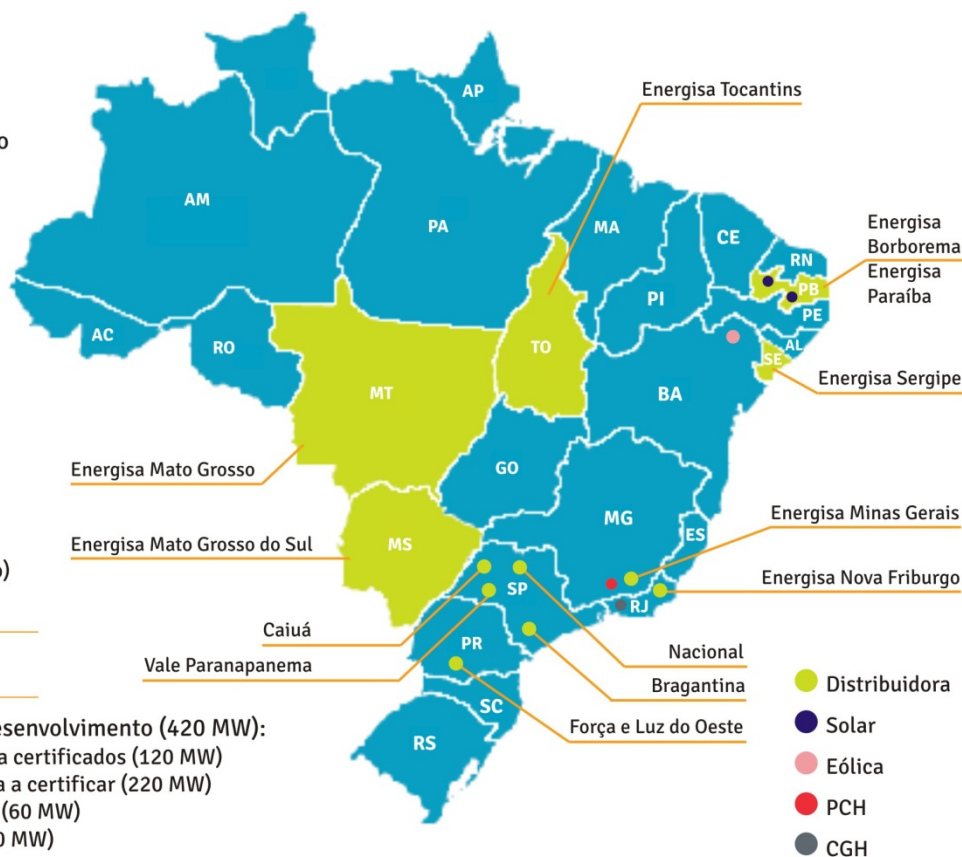 o
AP
Energisa Tocantins
AM
PA
MA
CE
RN
Energisa
Borborema
PB
Energisa
Paraíba
PI
PE
AC
RO
TO
AL
SE
MT
BA
Energisa Sergipe
Energisa Mato Grosso
GO
MG
Energisa Minas Gerais
MS
ES
Energisa Mato Grosso do Sul
o)
Energisa Nova Friburgo
SP
RJ
Caiuá
PR
Nacional
Vale Paranapanema
Bragantina
Distribuidora
SC
Força e Luz do Oeste
esenvolvimento (420 MW):
Solar
RS
a certificados (120 MW)
Eólica
a a certificar (220 MW)
(60 MW)
PCH
0 MW)
CGH